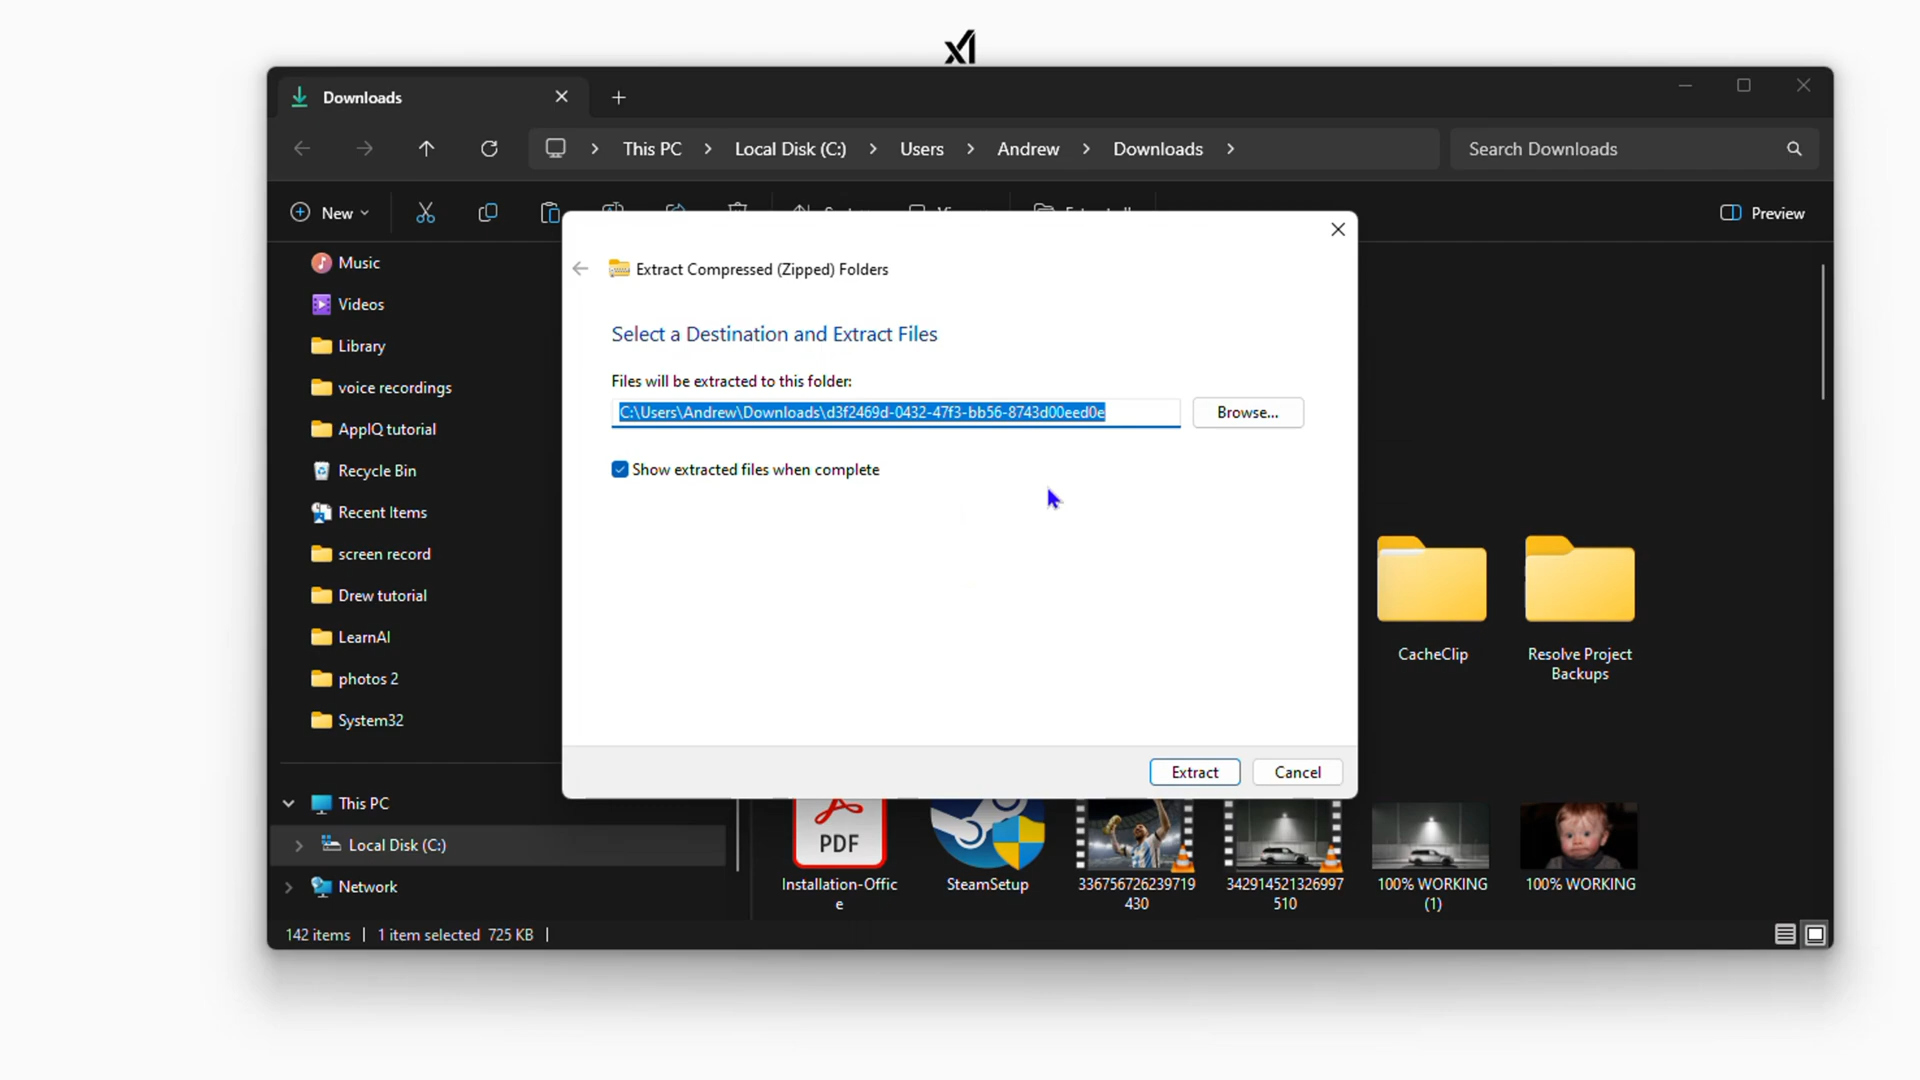 xI
Downloads
This PC
Local Disk (C:)
Users
Andrew
Downloads
Search Downloads
New
Preview
Music
Videos
Library
voice recordings
AppIQ tutorial
Recycle Bin
Recent Items
screen record
Drew tutorial
LearnAI
photos 2
System32
This PC
Local Disk (C:)
Network
Extract Compressed (Zipped) Folders
Select a Destination and Extract Files
Files will be extracted to this folder:
C:\Users\Andrew\Downloads\d3f2469d-0432-47f3-bb56-8743d00eed0e
Browse...
Show extracted files when complete
Extract
Cancel
CacheClip
Resolve Project
Backups
PDF
Installation-Offic
e
SteamSetup
336756726239719
430
342914521326997
510
100% WORKING
(1)
100% WORKING
142 items
1 item selected 725 KB